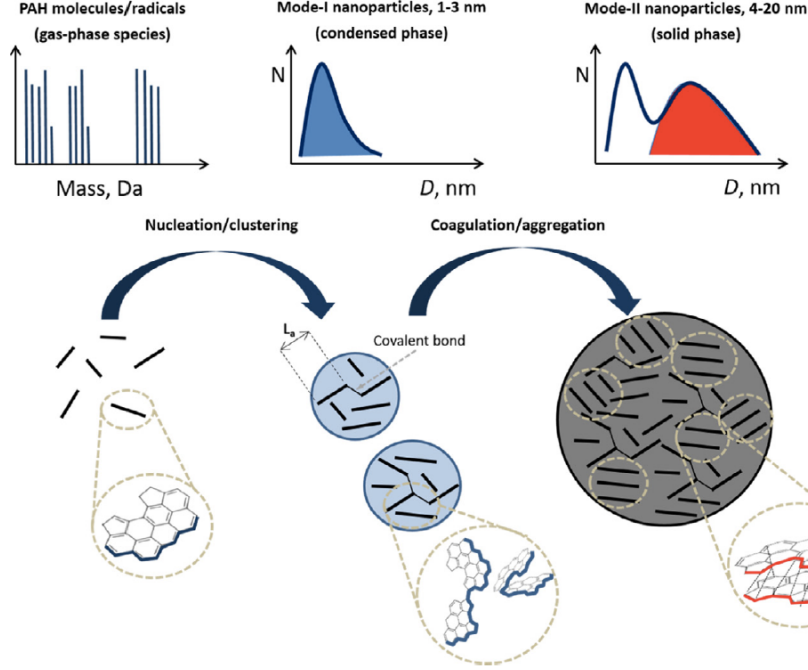 PAH molecules/radicals
(gas-phase species)
Mode-I nanoparticles, 1-3 nm
(condensed phase)
Mode-II nanoparticles, 4-20 nm
(solid phase)
N
N
Mass, Da
D, nm
D, nm
Nucleation/clustering
Coagulation/aggregation
La
Covalent bond